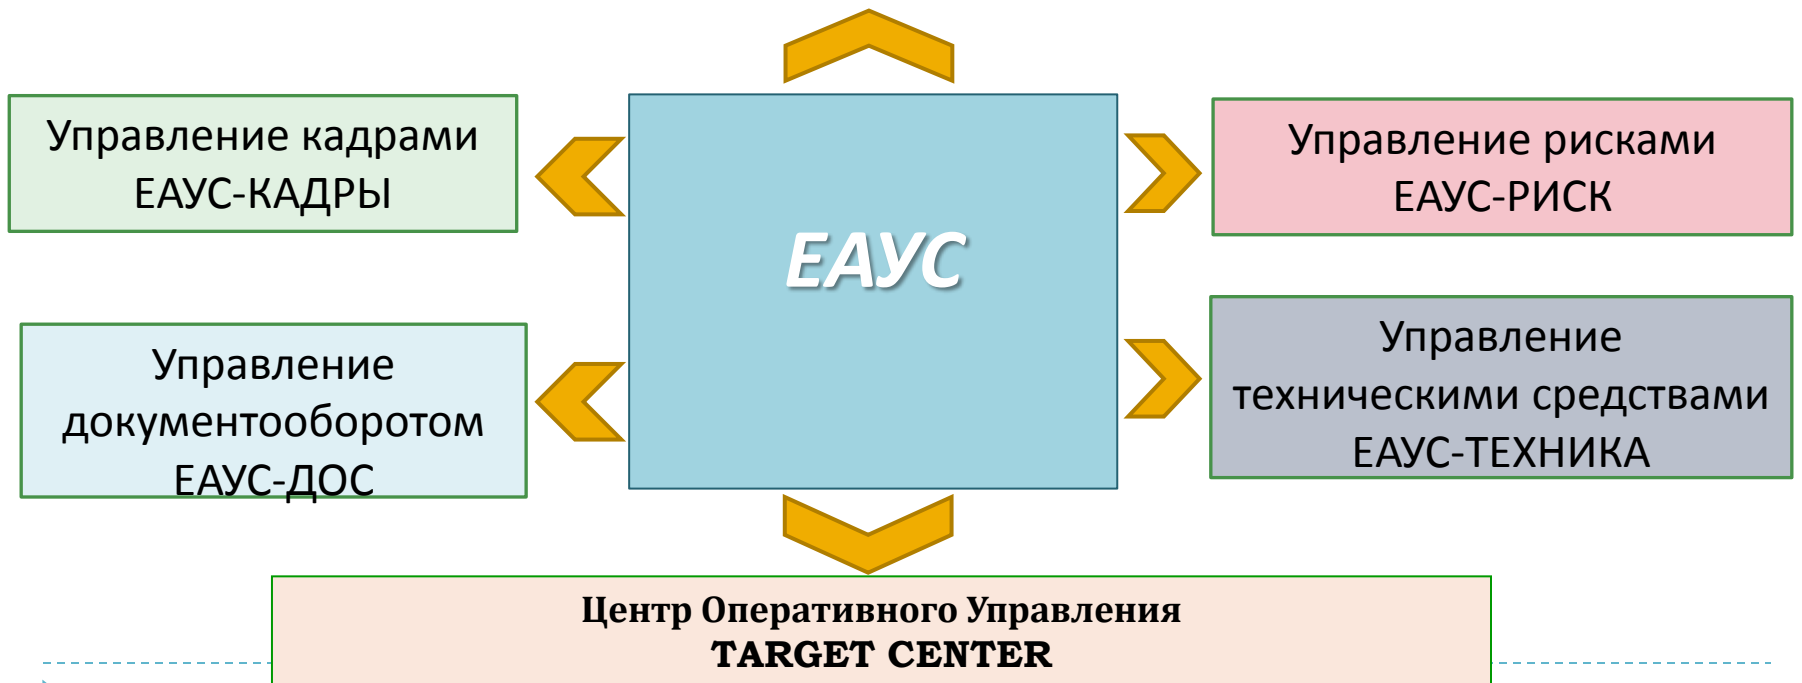 Управление кадрами
ЕАУС-КАДРЫ
Управление рисками
ЕАУС-РИСК
ЕАУС
Управление
документооборотом
ЕАУС-ДОС
Управление
техническими средствами
ЕАУС-ТЕХНИКА
Центр Оперативного Управления
TARGET CENTER